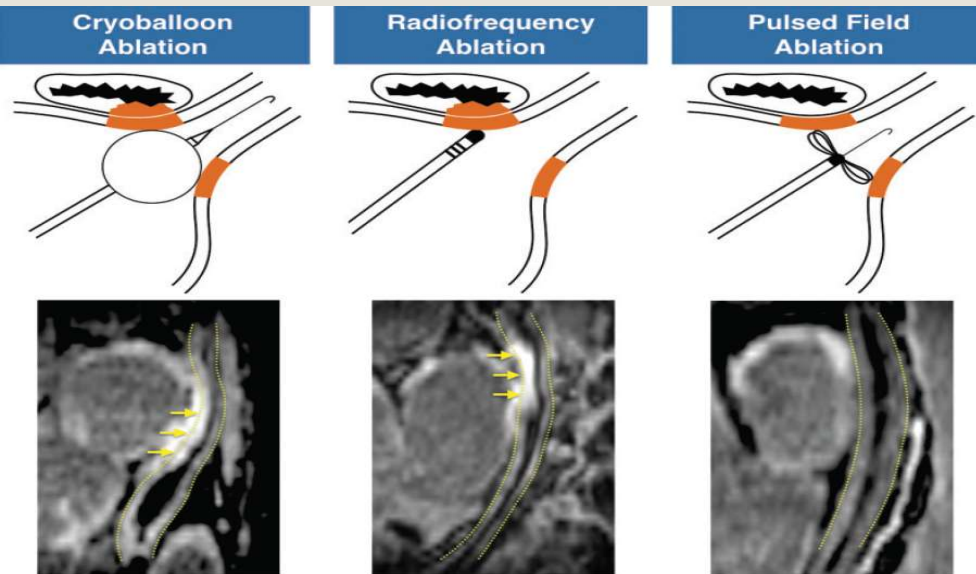 Cryoballoon
Ablation
Radiofrequency
Ablation
Pulsed Field
Ablation